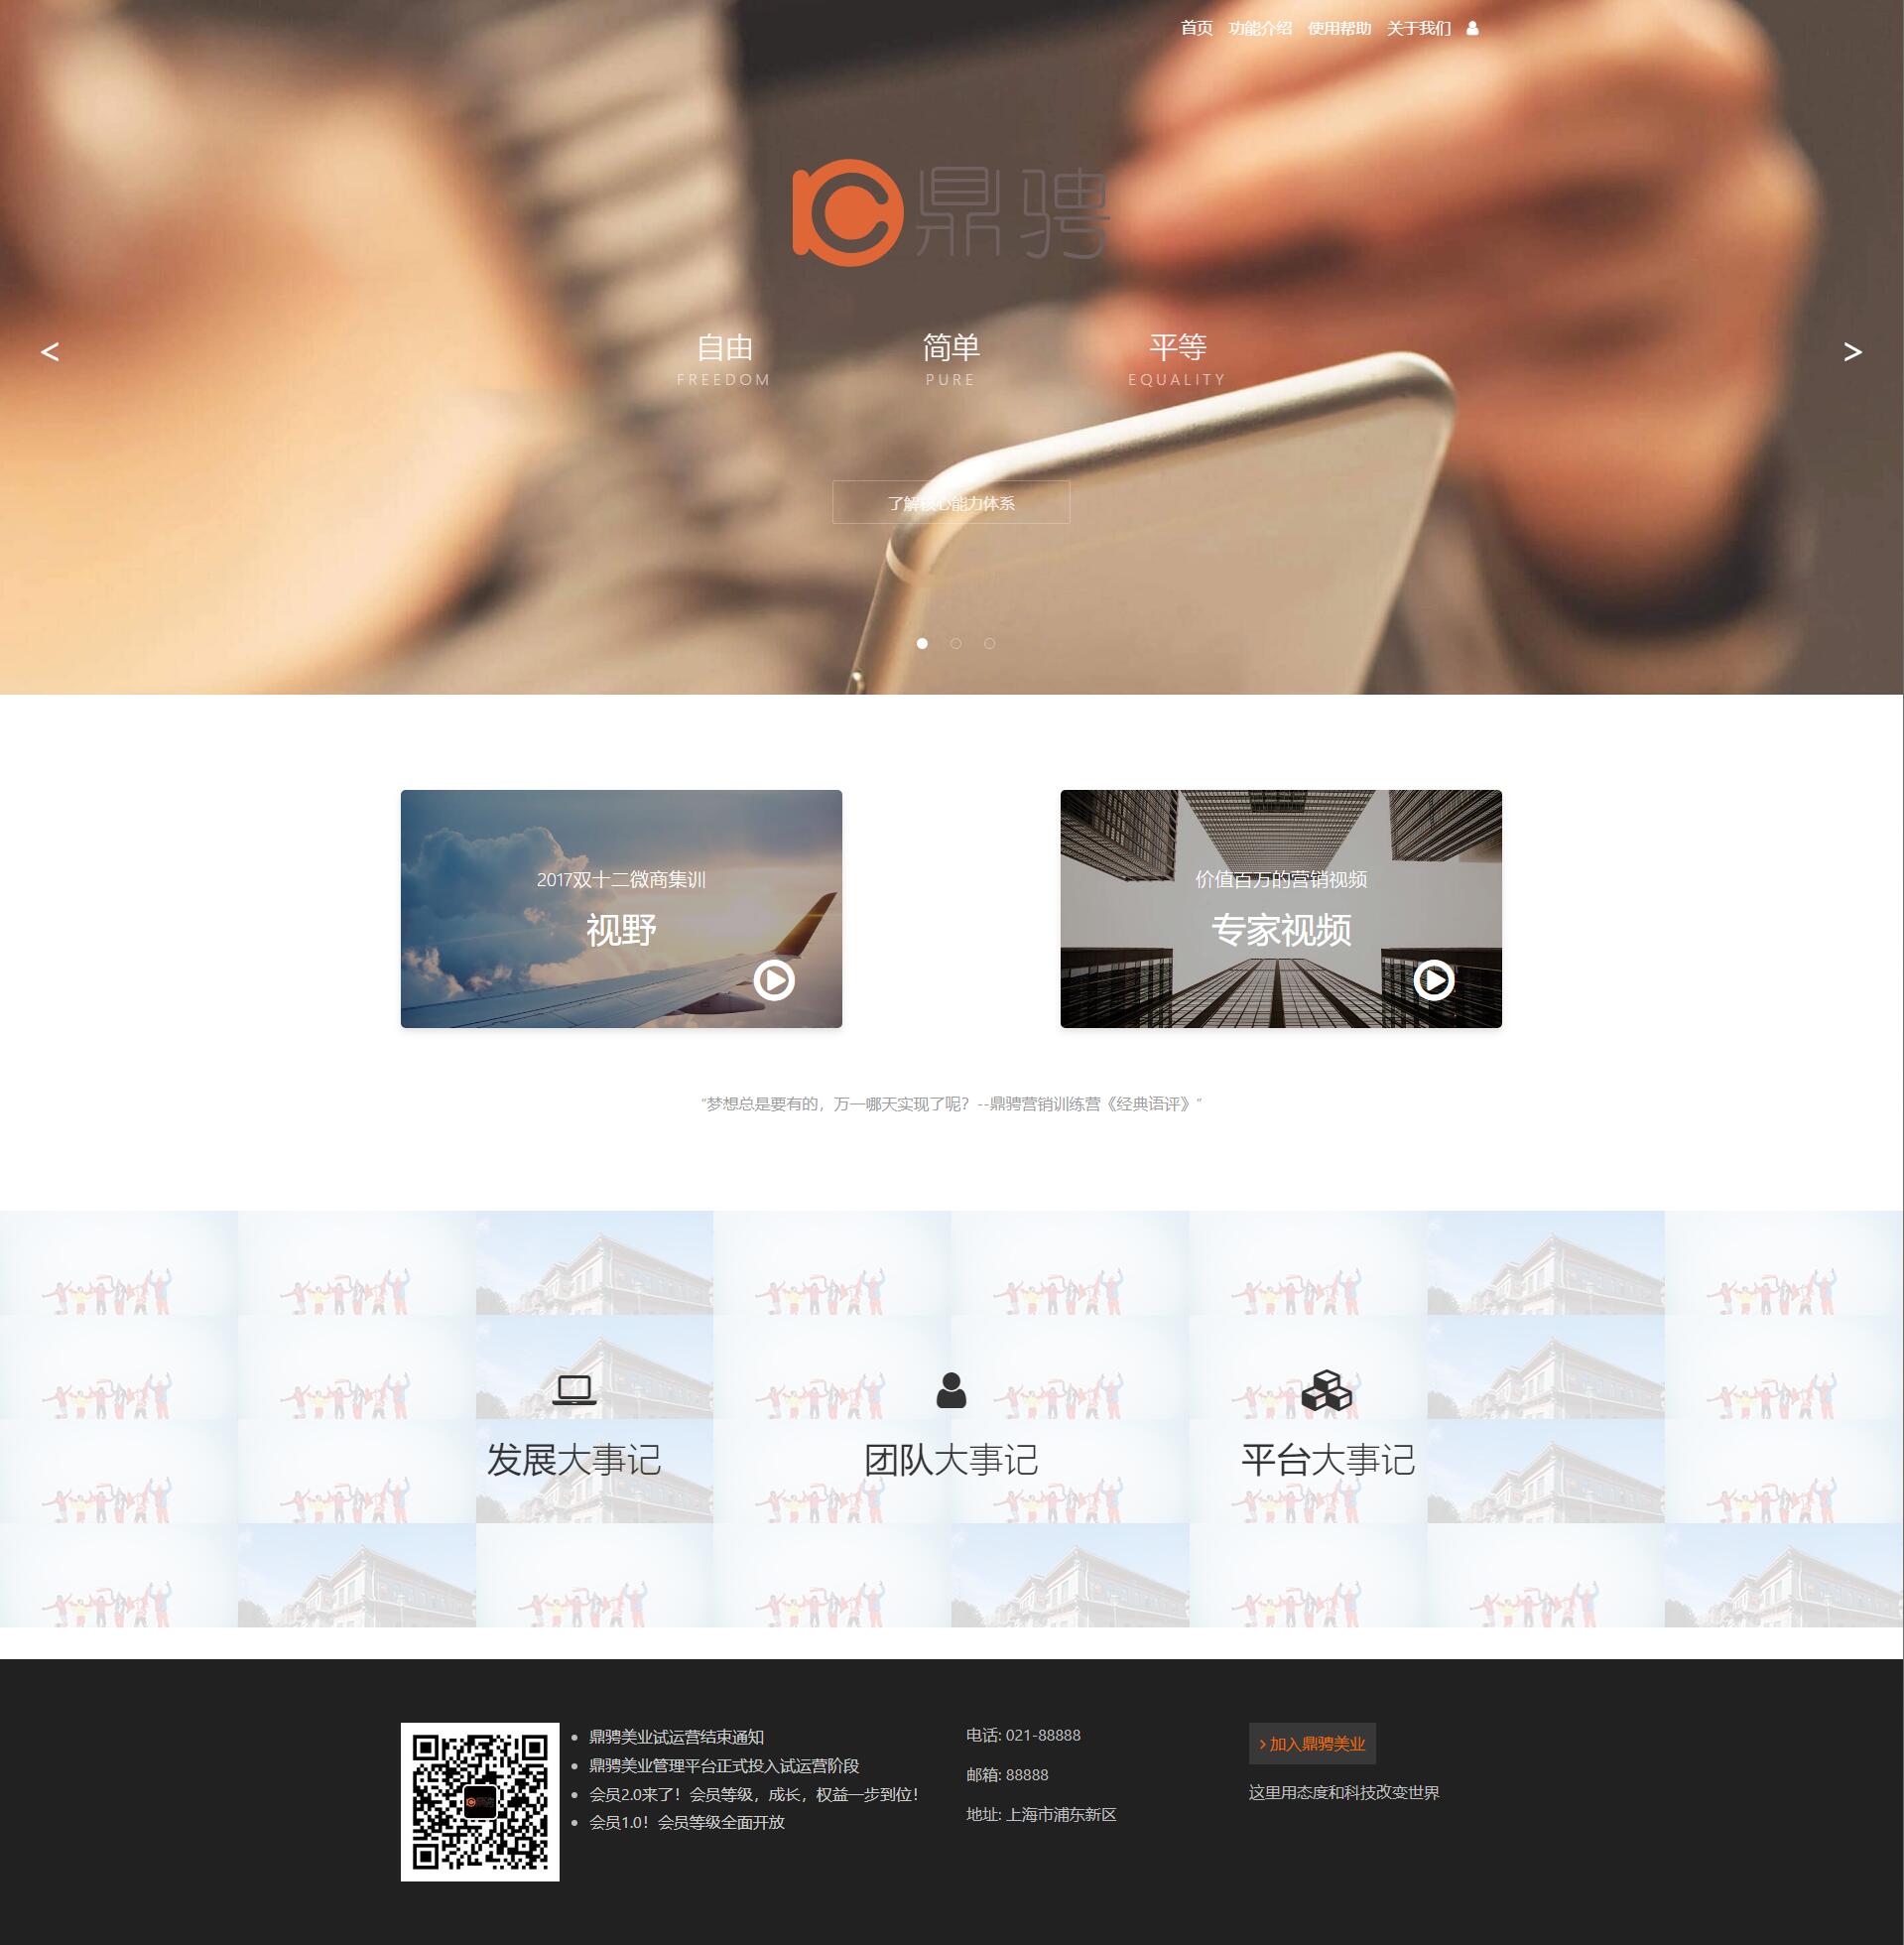 首页 功能介绍 使用帮助 关于我们
鼎骋
自由 简单 平等
FREEDOM PURE EQUALITY
<
>
了解核心能力体系
2017双十二微商集训
视野
价值百万的营销视频
专家视频
"梦想总是要有的，万一哪天实现了呢？--鼎骋营销训练营《经典语评》"
发展大事记
团队大事记
平台大事记
鼎骋美业试运营结束通知
鼎骋美业管理平台正式投入试运营阶段
会员2.0来了！会员等级，成长，权益一步到位！
会员1.0！会员等级全面开放
电话: 021-88888
邮箱: 88888
地址: 上海市浦东新区
> 加入鼎骋美业
这里用态度和科技改变世界